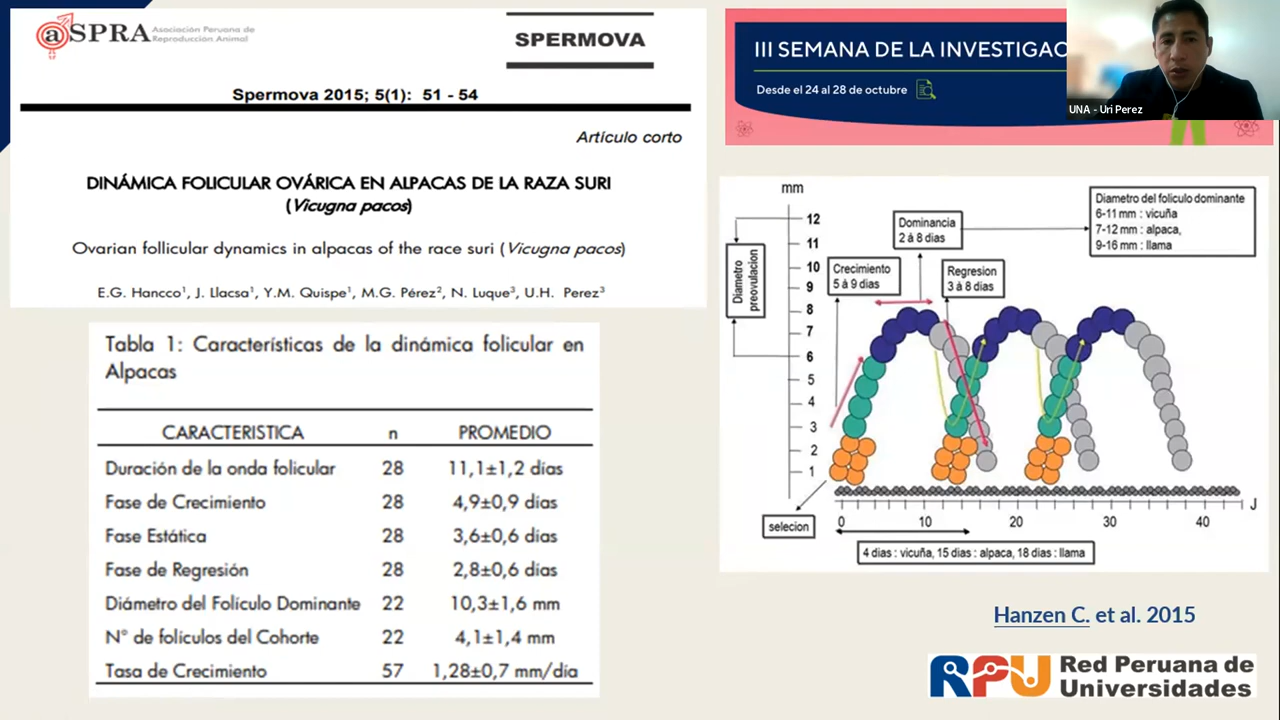 aSPRA Asociación Peruana de
Reproducción Animal
SPERMOVA
Spermova 2015; 5(1): 51 - 54
Artículo corto
DINÁMICA FOLICULAR OVÁRICA EN ALPACAS DE LA RAZA SURI
(Vicugna pacos)
Ovarian follicular dynamics in alpacas of the race suri (Vicugna pacos)
E.G. Hancco¹, J. Llacsa¹, Y.M. Quispe¹, M.G. Pérez², N. Luque³, U.H. Perez³
Tabla 1: Características de la dinámica folicular en
Alpacas
CARACTERISTICA n PROMEDIO
Duración de la onda folicular 28 11,1±1,2 días
Fase de Crecimiento 28 4,9±0,9 días
Fase Estática 28 3,6±0,6 días
Fase de Regresión 28 2,8±0,6 días
Diámetro del Folículo Dominante 22 10,3±1,6 mm
N° de folículos del Cohorte 22 4,1±1,4 mm
Tasa de Crecimiento 57 1,28±0,7 mm/día
III SEMANA DE LA INVESTIGAC
Desde el 24 al 28 de octubre
UNA - Uri Perez
mm
12
11
10
9
8
7
6
5
4
3
2
1
Diametro
preovulacion
Crecimiento
5 á 9 dias
Dominancia
2 á 8 dias
Regresion
3 á 8 dias
Diametro del foliculo dominante
6-11 mm : vicuña
7-12 mm : alpaca,
9-16 mm : llama
selecion
0 10 20 30 40 J
4 dias : vicuña, 15 dias : alpaca, 18 dias : llama
Hanzen C. et al. 2015
RPU Red Peruana de
Universidades